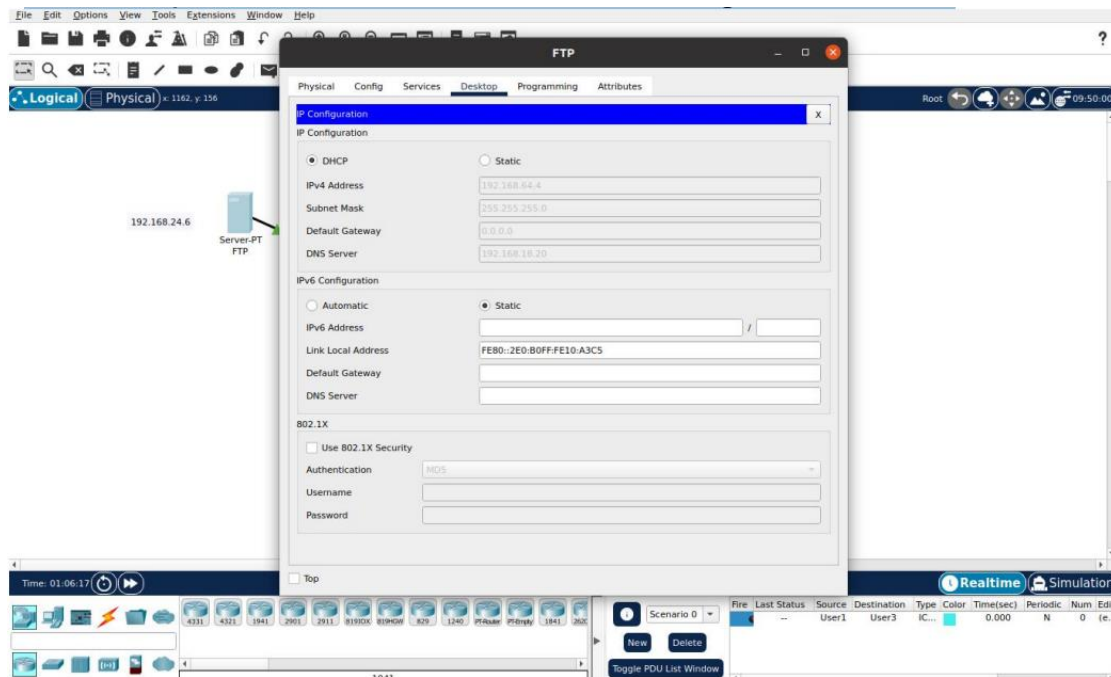 File Edit Options View Tools Extensions Window Help
?
FTP
Physical Config Services Desktop Programming Attributes
Logical Physical x: 1162, y: 156
Root 09:50:00
IP Configuration X
IP Configuration
DHCP Static
IPv4 Address 192.168.64.4
Subnet Mask 255.255.255.0
Default Gateway 0.0.0.0
DNS Server 192.168.18.20
192.168.24.6
Server-PT
FTP
IPv6 Configuration
Automatic Static
IPv6 Address /
Link Local Address FE80::2E0:B0FF:FE10:A3C5
Default Gateway
DNS Server
802.1X
Use 802.1X Security
Authentication MD5
Username
Password
Top
Time: 01:06:17
Realtime Simulation
4331 4321 1941 2901 2911 819IOX 819HGW 829 1240 PT-Router PT-Empty 1841 262
Scenario 0
New Delete
Toggle PDU List Window
Fire Last Status Source Destination Type Color Time(sec) Periodic Num Edi
-- User1 User3 IC... 0.000 N 0 (e.
1841